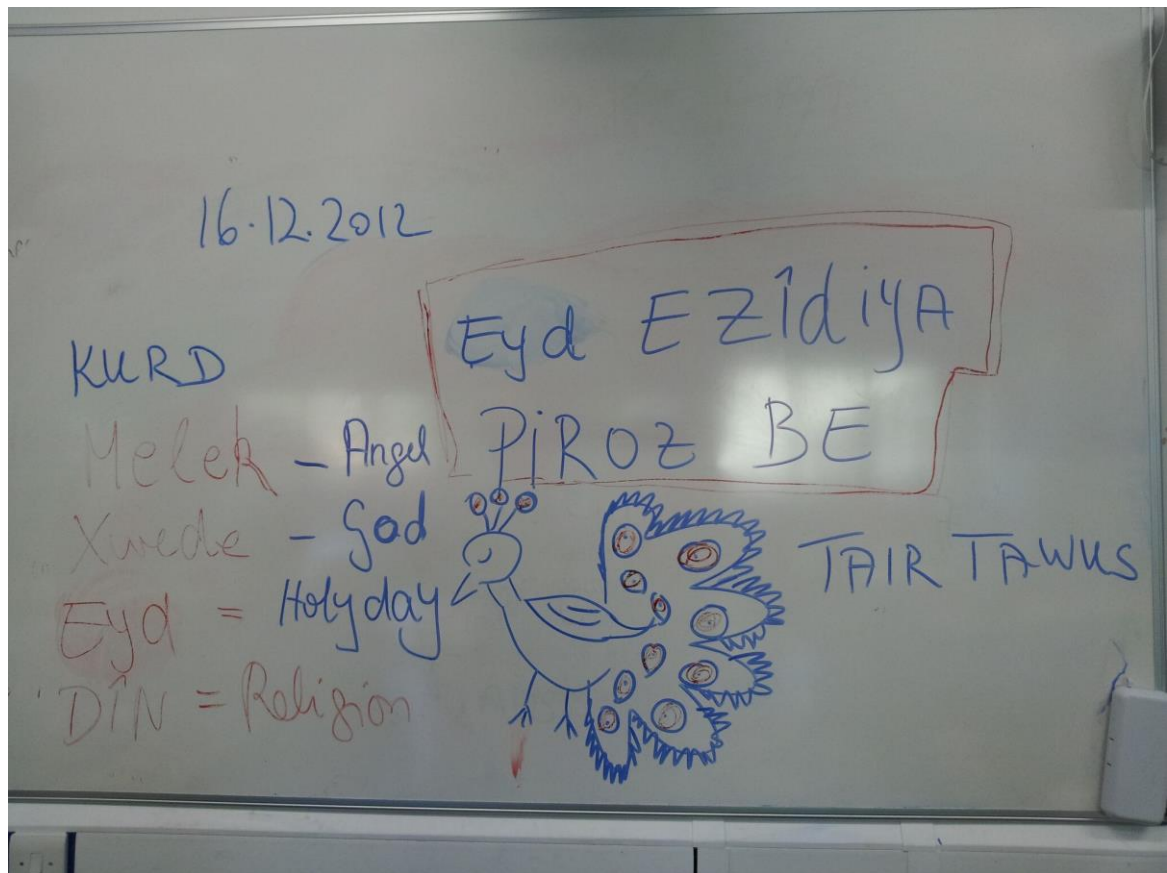 16.12.2012
Eyd EZîdiyA
PiROZ BE
KURD
Melek - Angel
Xwede - God
Eyd = Holyday
DÎN = Religion
TAIR TAWUS